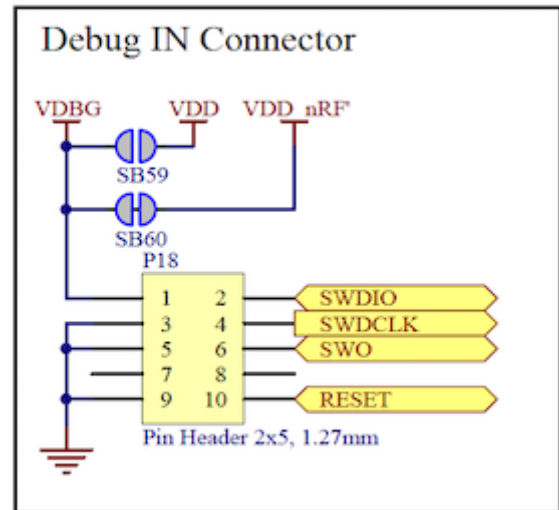 Debug IN Connector
VDBG VDD VDD_nRF'
SB59
SB60
P18
1 2 SWDIO
3 4 SWDCLK
5 6 SWO
7 8
9 10 RESET
Pin Header 2x5, 1.27mm